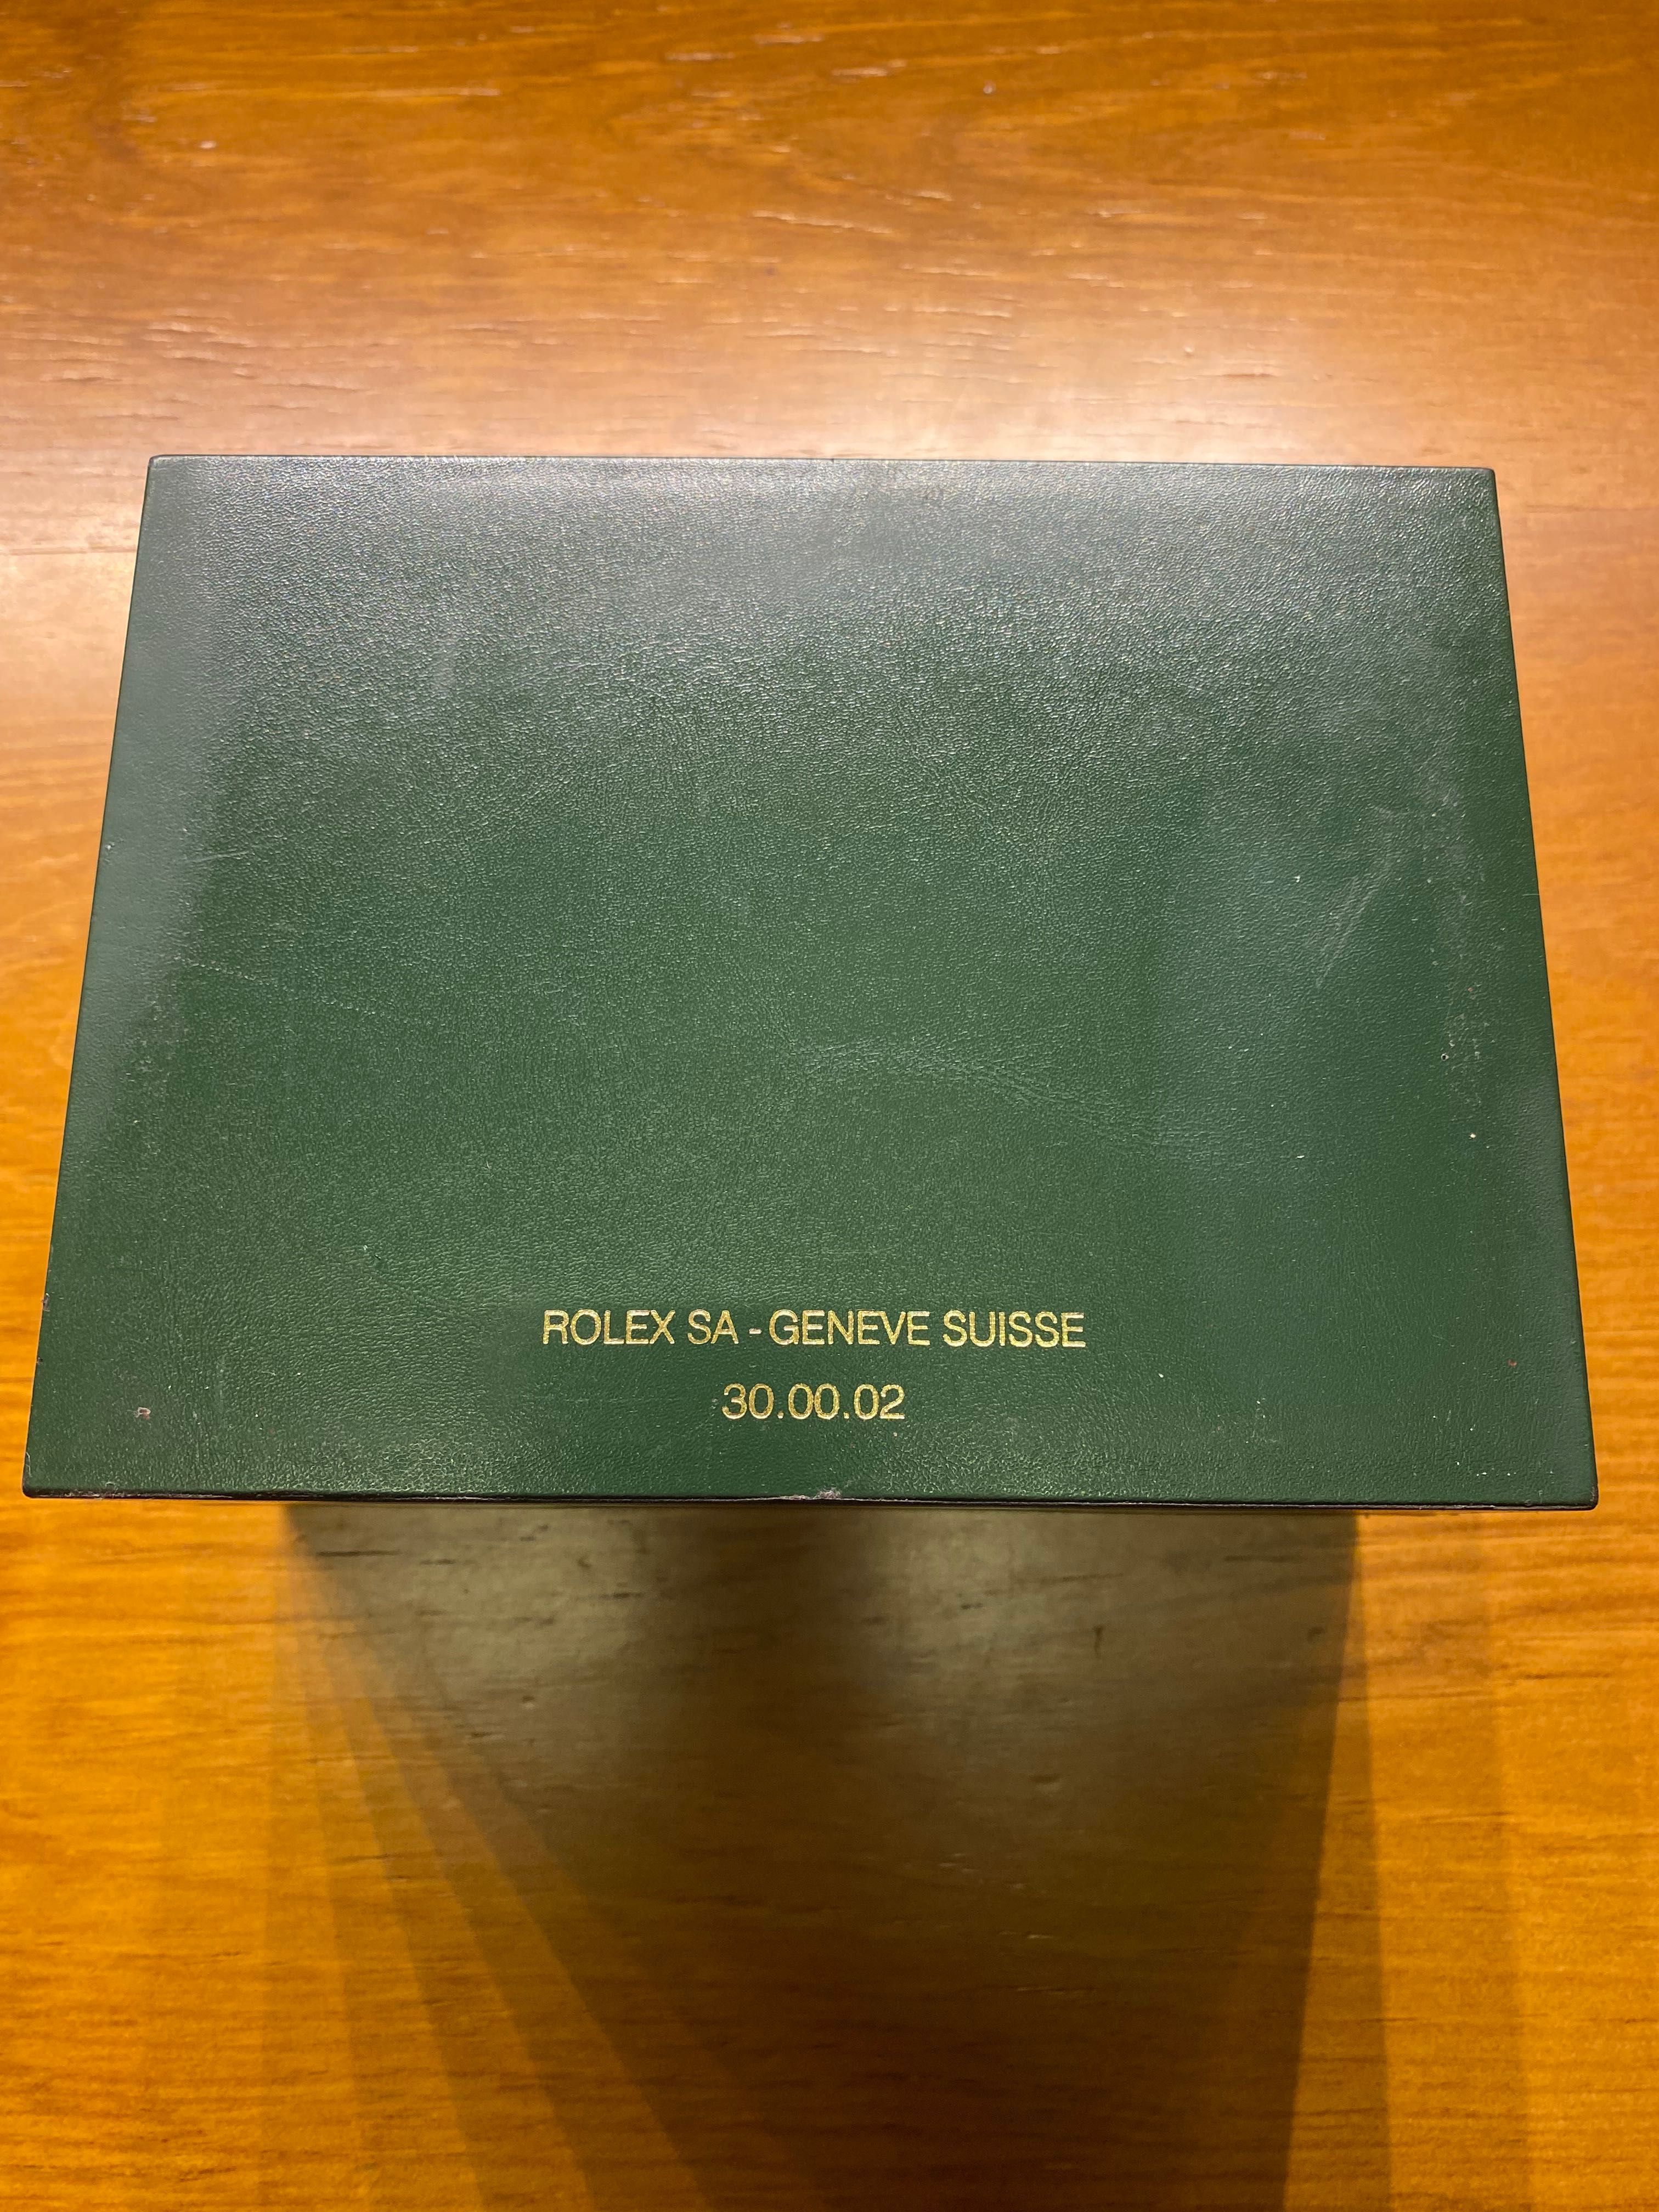 ROLEX SA - GENEVE SUISSE
30.00.02